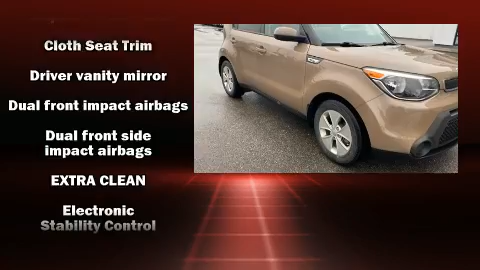 Cloth Seat Trim
Driver vanity mirror
Dual front impact airbags
Dual front side
impact airbags
EXTRA CLEAN
Electronic
Stability Control